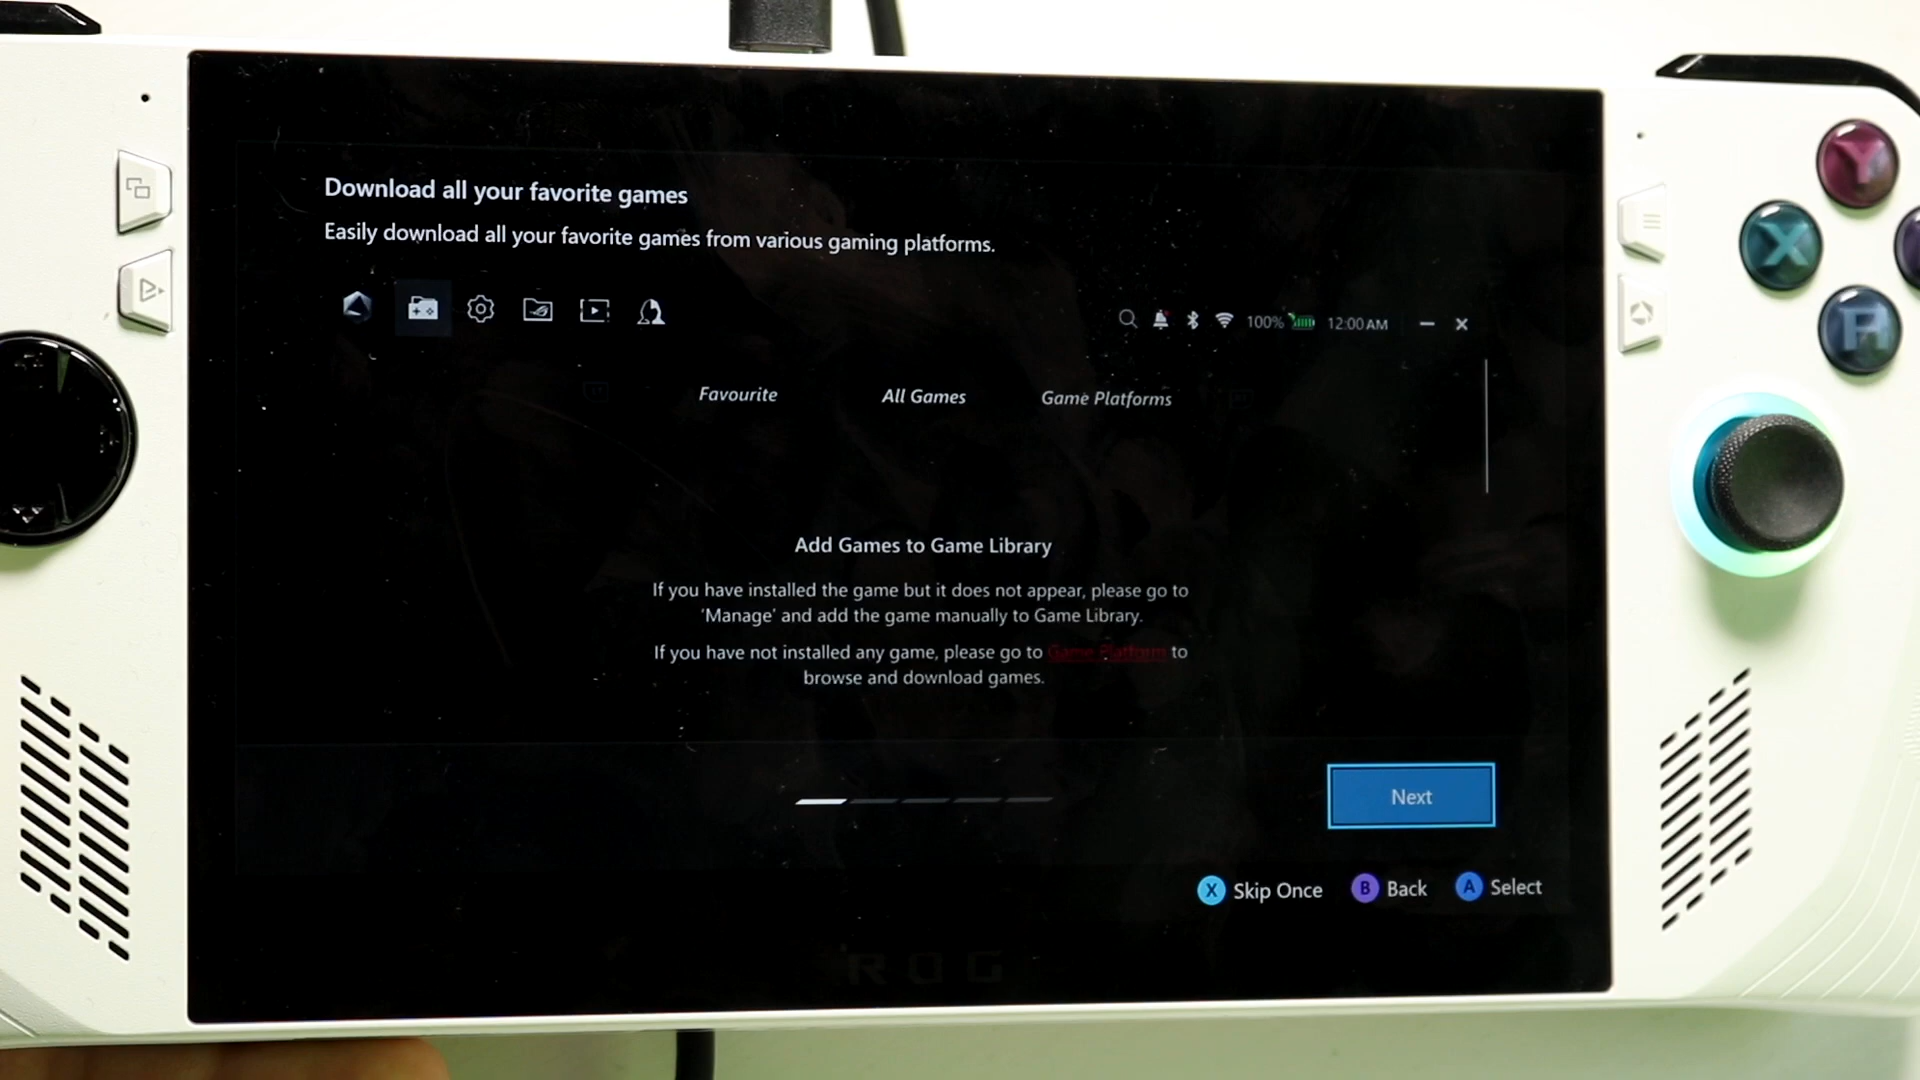 Download all your favorite games
Easily download all your favorite games from various gaming platforms.
100% 12:00 AM
Favourite All Games Game Platforms
Add Games to Game Library
If you have installed the game but it does not appear, please go to
'Manage' and add the game manually to Game Library.
If you have not installed any game, please go to Game Platform to
browse and download games.
Next
X Skip Once B Back A Select
ROG
Y
X